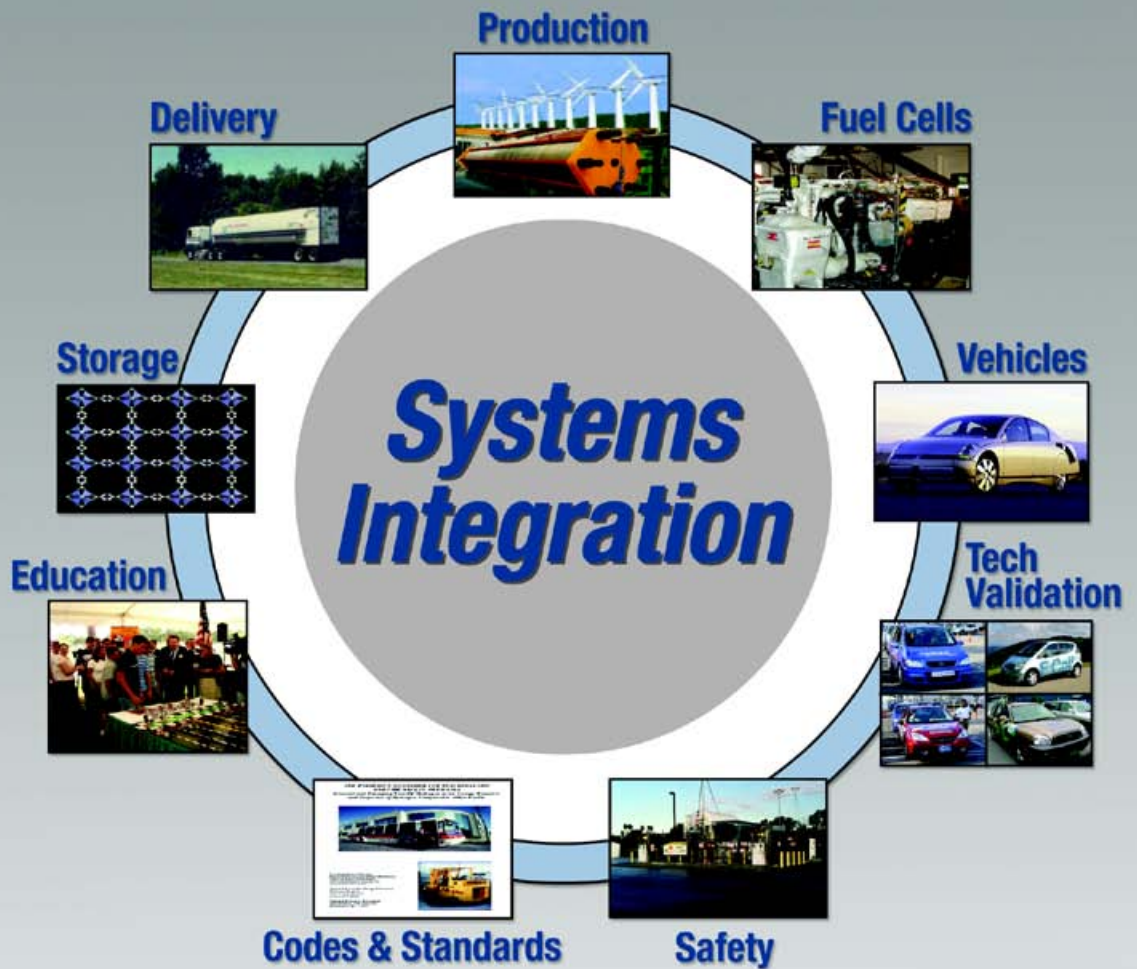 Production
Delivery
Fuel Cells
Storage
Vehicles
Systems
Integration
Tech
Validation
Education
Codes & Standards
Safety